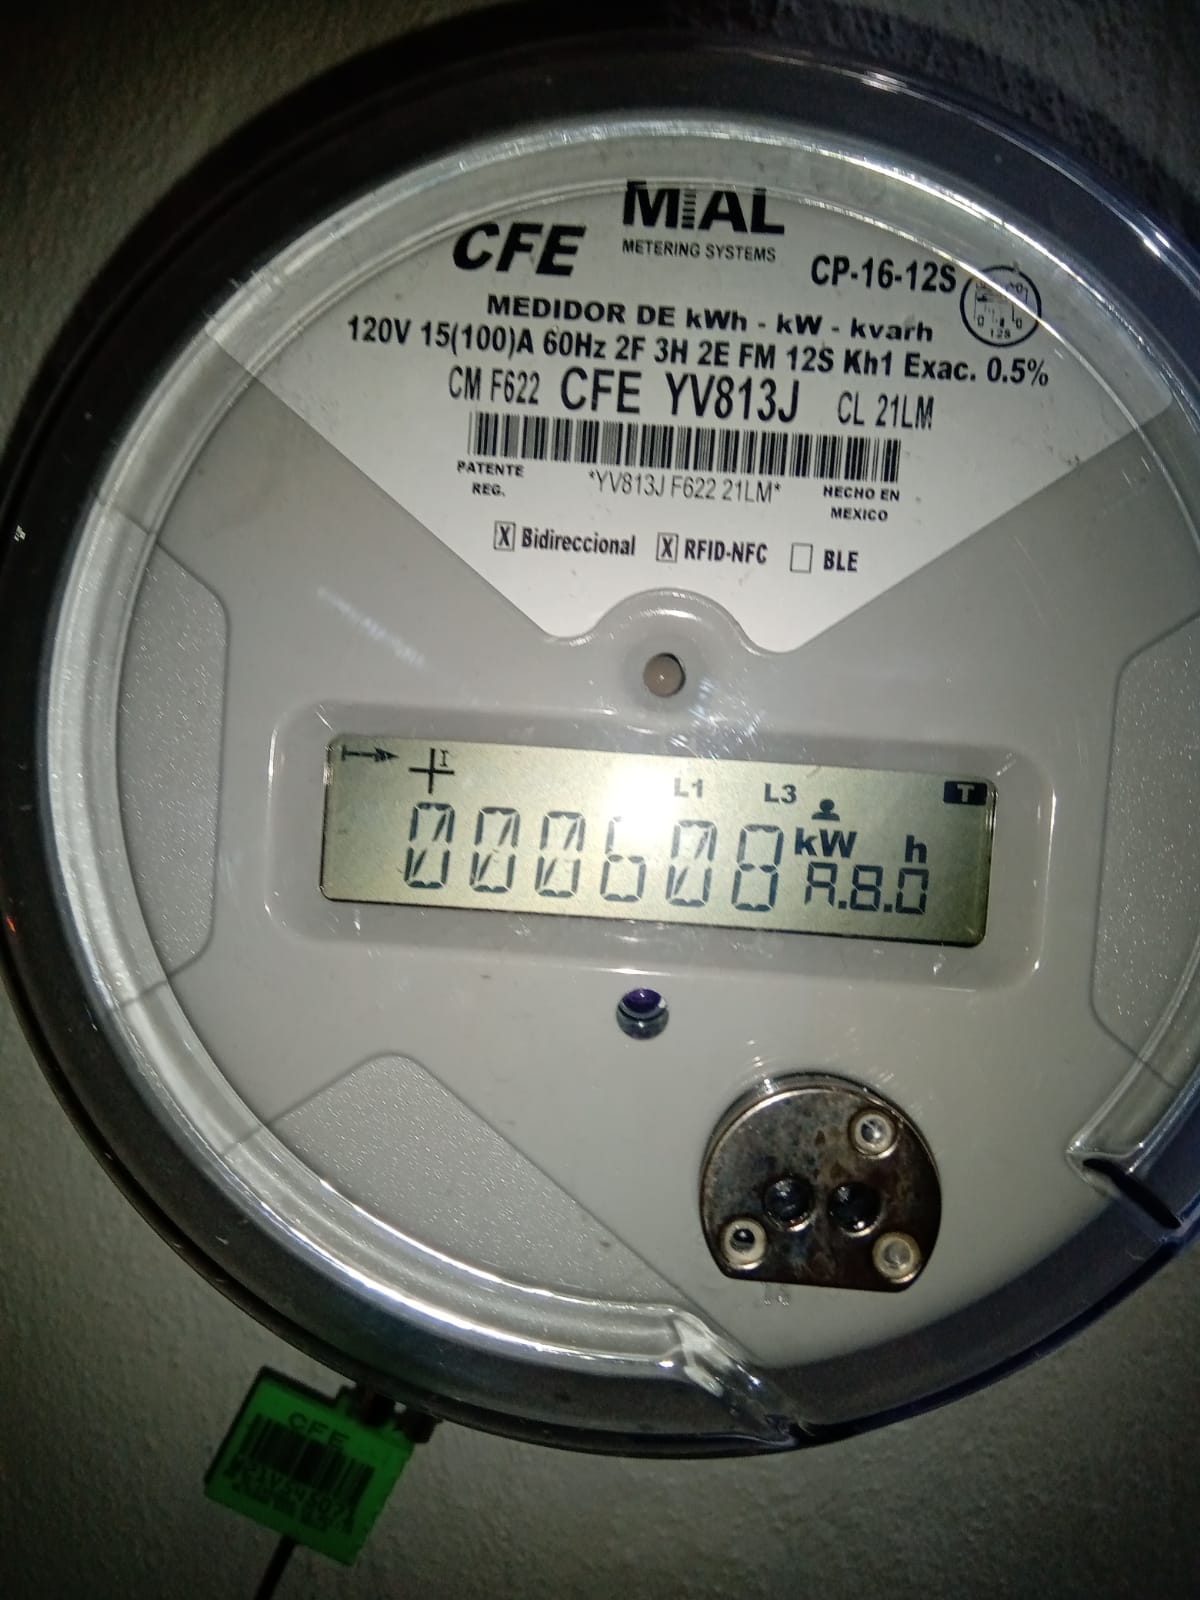 MIAL
METERING SYSTEMS
CFE
CP-16-12S
12S
MEDIDOR DE kWh - kW - kvarh
120V 15(100)A 60Hz 2F 3H 2E FM 12S Kh1 Exac. 0.5%
CM F622 CFE YV813J CL 21LM
PATENTE REG.
*YV813J F622 21LM*
HECHO EN MEXICO
X Bidireccional X RFID-NFC BLE
L1 L3 T
000608 kW h
A.8.0
CFE